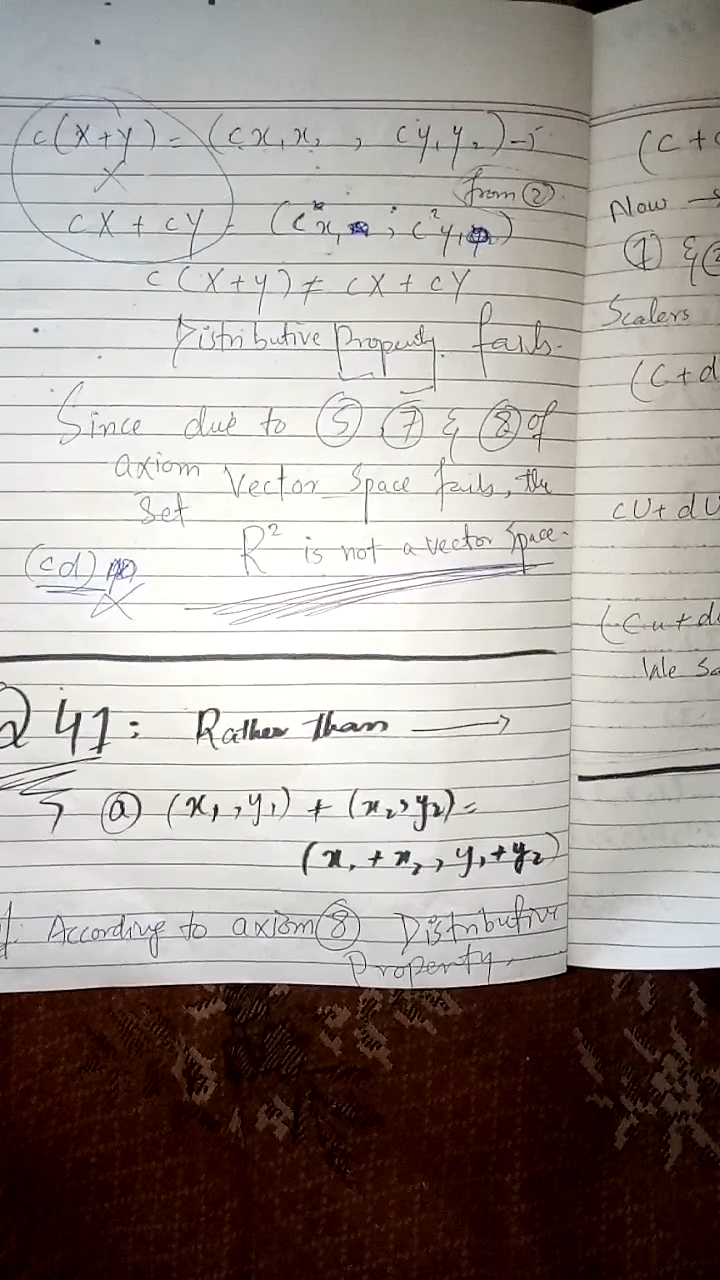 c(X+y) = (cx₁x₂ , cy₁y₂) -5
from ②
cX + cY = (c²x₁ ; c²y₁ )
c(X+y) ≠ cX + cY
Distributive Property fails.
Since due to ⑤ ⑦ & ⑧ of
axiom Vector Space fails, the
Set
R² is not a vector space.
(cd)
Q 41: Rather than →
ⓐ (x₁, y₁) + (x₂, y₂) =
(x₁ + x₂, y₁ + y₂)
According to axiom ⑧ Distributive
Property.
(c +
Now →
① &
Scalers
(c + d
cU + dU
(cu + d
We Sa